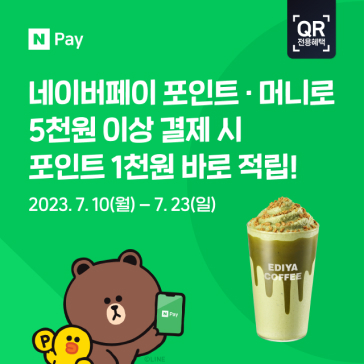 N Pay
QR
전용혜택
네이버페이 포인트 · 머니로
5천원 이상 결제 시
포인트 1천원 바로 적립!
2023. 7. 10(월) – 7. 23(일)
EDIYA
COFFEE
N Pay
P
©LINE